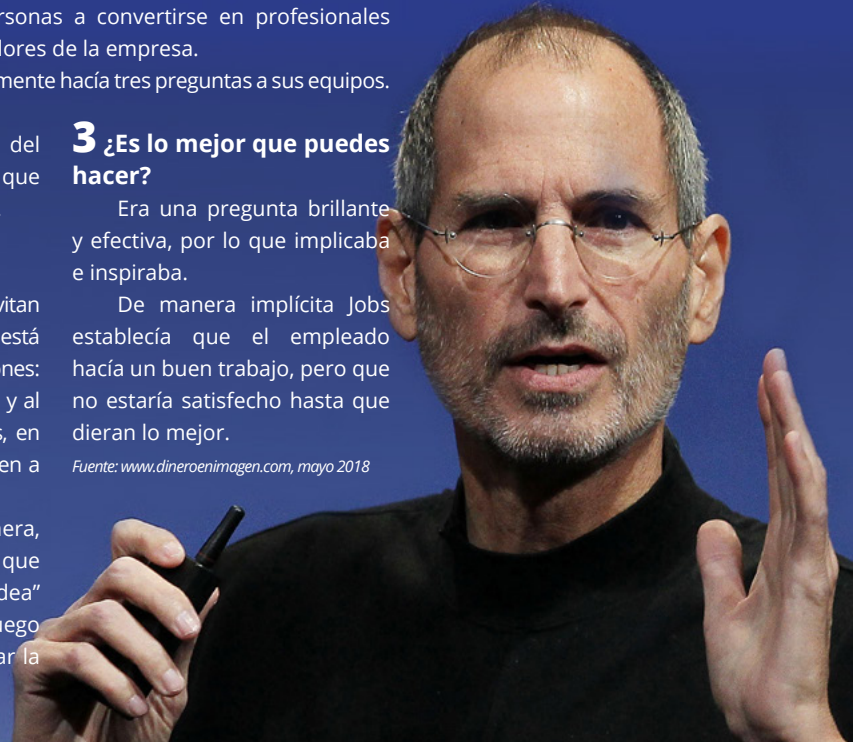 rsonas a convertirse en profesionales
lores de la empresa.
mente hacía tres preguntas a sus equipos.
del
que
vitan
está
nes:
y al
s, en
en a
era,
que
dea”
uego
ar la
3 ¿Es lo mejor que puedes
hacer?
Era una pregunta brillante
y efectiva, por lo que implicaba
e inspiraba.
De manera implícita Jobs
establecía que el empleado
hacía un buen trabajo, pero que
no estaría satisfecho hasta que
dieran lo mejor.
Fuente: www.dineroenimagen.com, mayo 2018